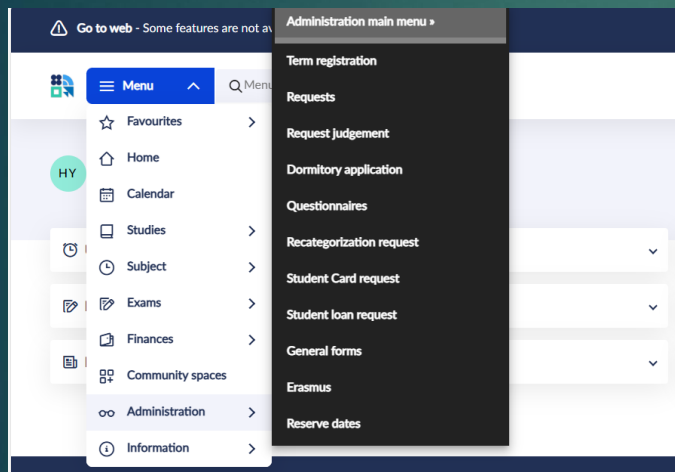 Go to web - Some features are not av
Menu
Menu
HY
Favourites
Home
Calendar
Studies
Subject
Exams
Finances
Community spaces
Administration
Information
Administration main menu »
Term registration
Requests
Request judgement
Dormitory application
Questionnaires
Recategorization request
Student Card request
Student loan request
General forms
Erasmus
Reserve dates